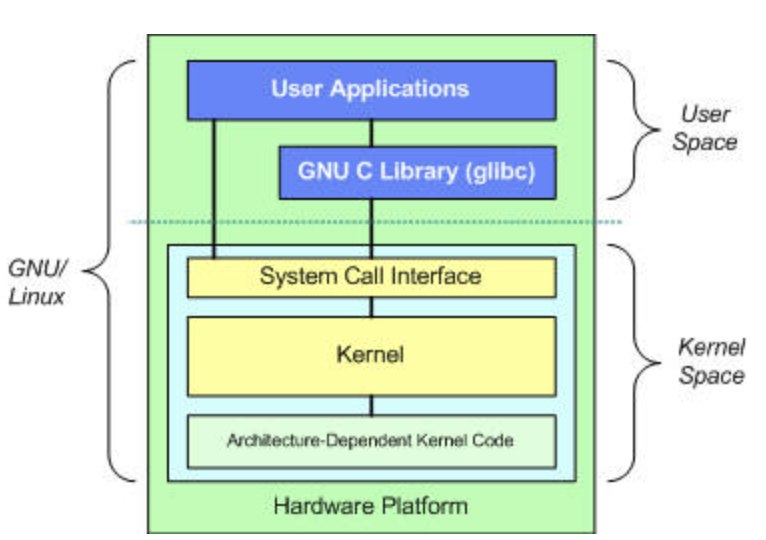 User Applications
User
Space
GNU C Library (glibc)
GNU/
Linux
System Call Interface
Kernel
Kernel
Space
Architecture-Dependent Kernel Code
Hardware Platform